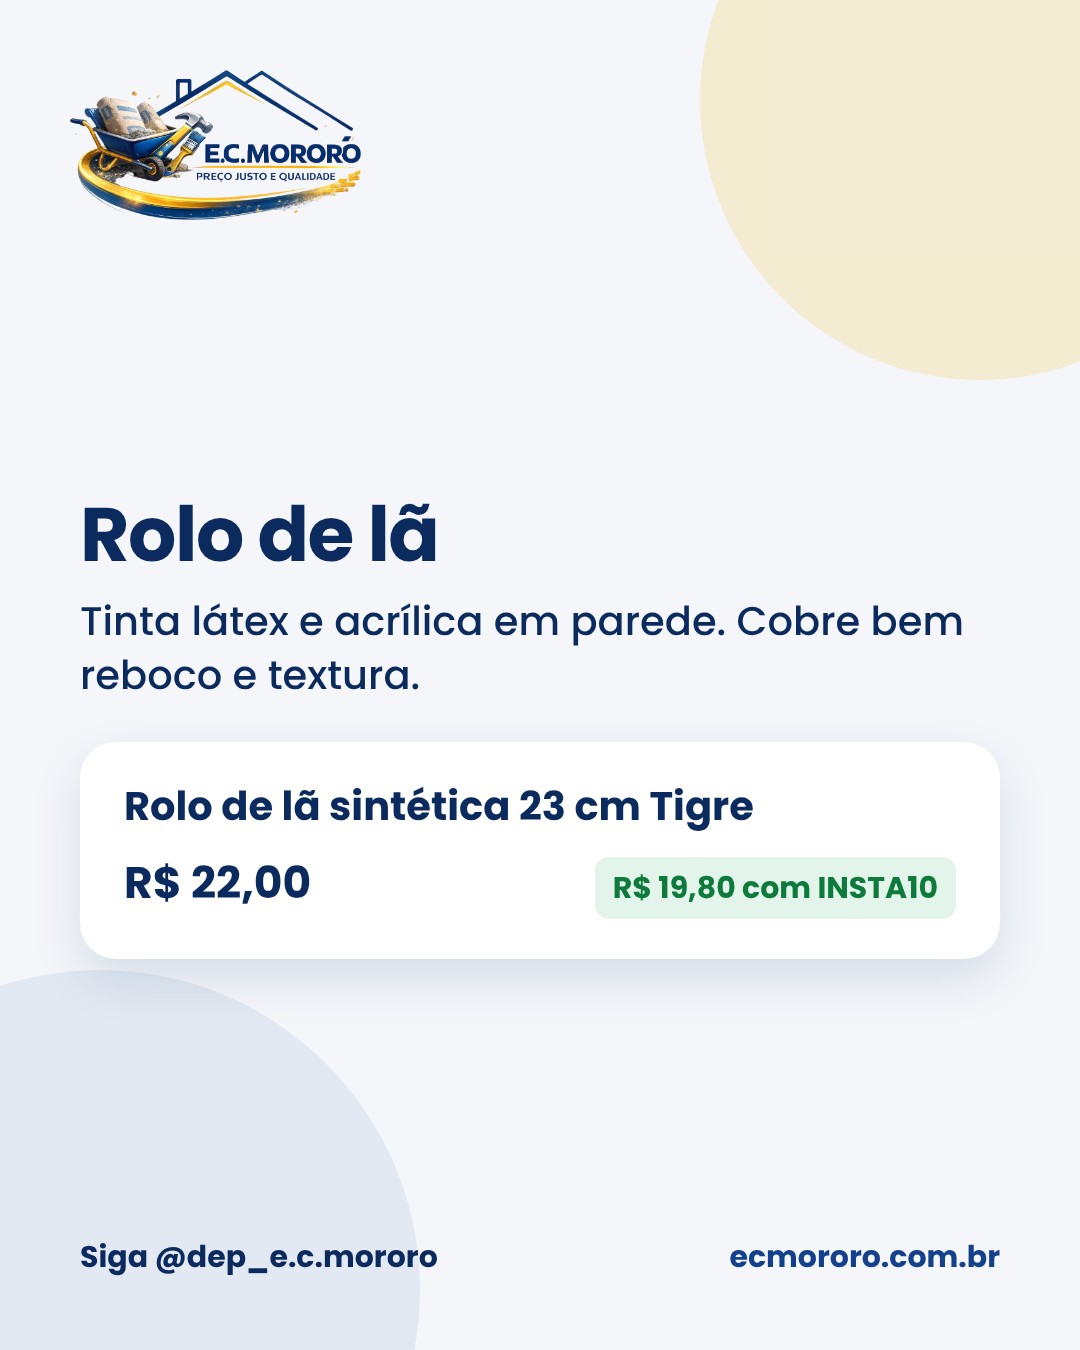 E.C.MORORÓ
PREÇO JUSTO E QUALIDADE
Rolo de lã
Tinta látex e acrílica em parede. Cobre bem
reboco e textura.
Rolo de lã sintética 23 cm Tigre
R$ 22,00
R$ 19,80 com INSTA10
Siga @dep_e.c.mororo
ecmororo.com.br